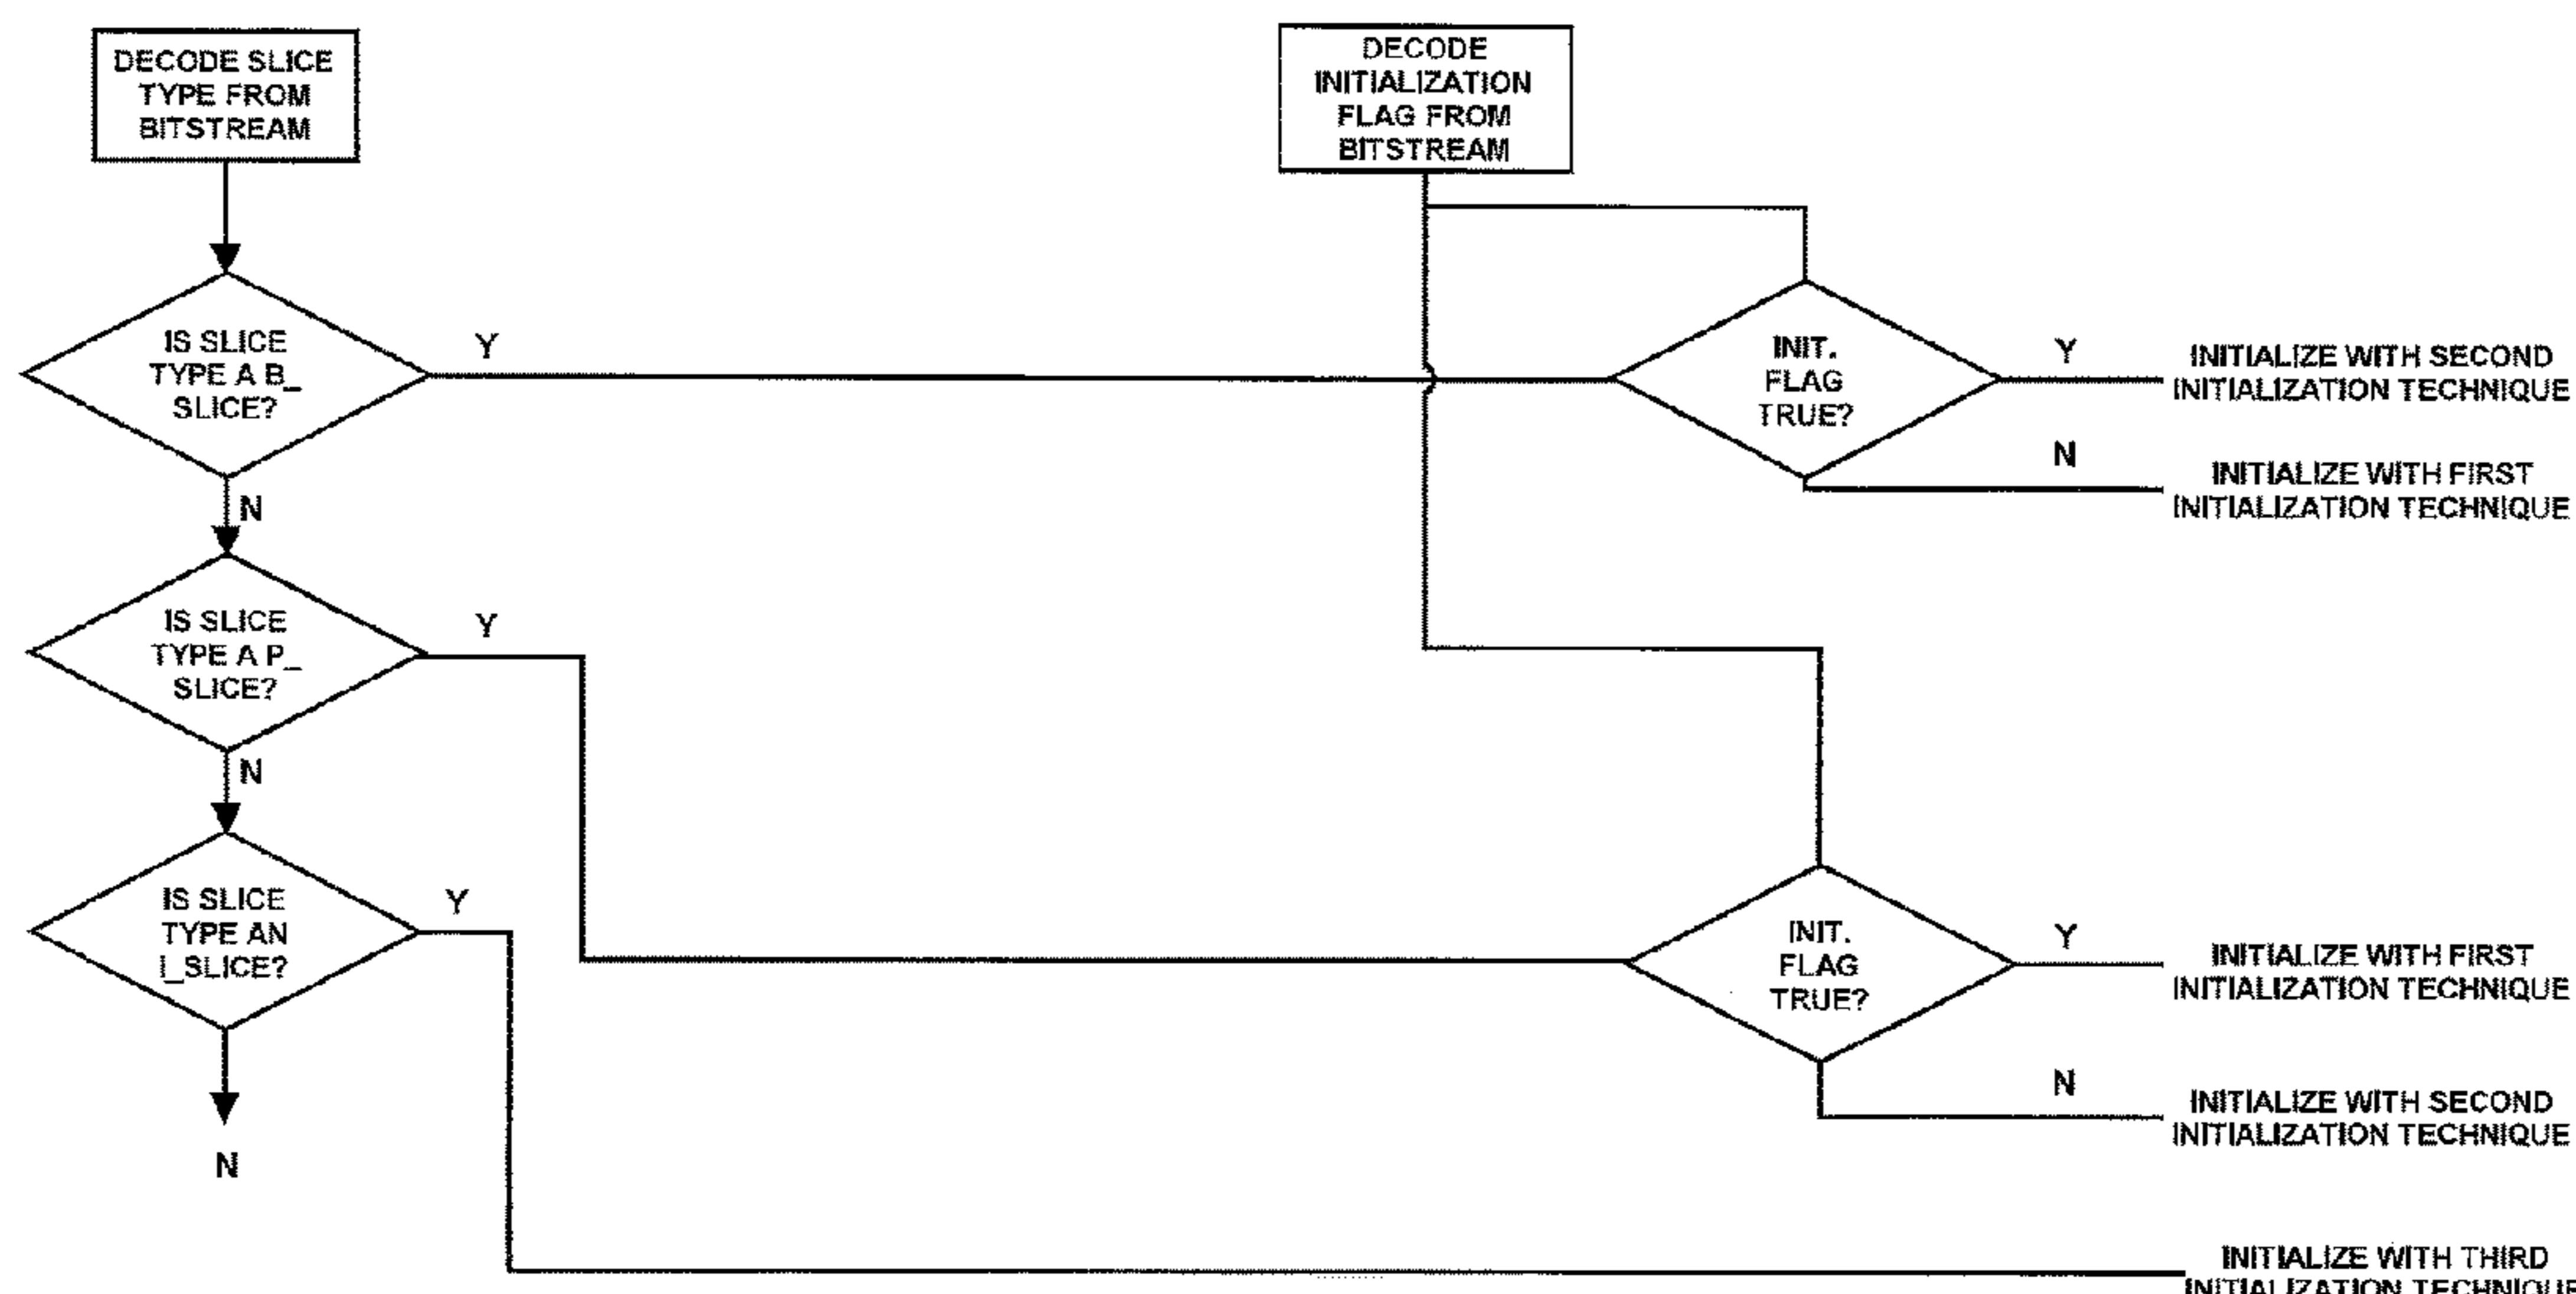 DECODE SLICE
TYPE FROM
BITSTREAM
DECODE
INITIALIZATION
FLAG FROM
BITSTREAM
IS SLICE
TYPE A B_
SLICE?
Y
N
INIT.
FLAG
TRUE?
Y
INITIALIZE WITH SECOND
INITIALIZATION TECHNIQUE
N
INITIALIZE WITH FIRST
INITIALIZATION TECHNIQUE
IS SLICE
TYPE A P_
SLICE?
Y
N
IS SLICE
TYPE AN
I_SLICE?
Y
N
INIT.
FLAG
TRUE?
Y
INITIALIZE WITH FIRST
INITIALIZATION TECHNIQUE
N
INITIALIZE WITH SECOND
INITIALIZATION TECHNIQUE
INITIALIZE WITH THIRD
INITIALIZATION TECHNIQUE